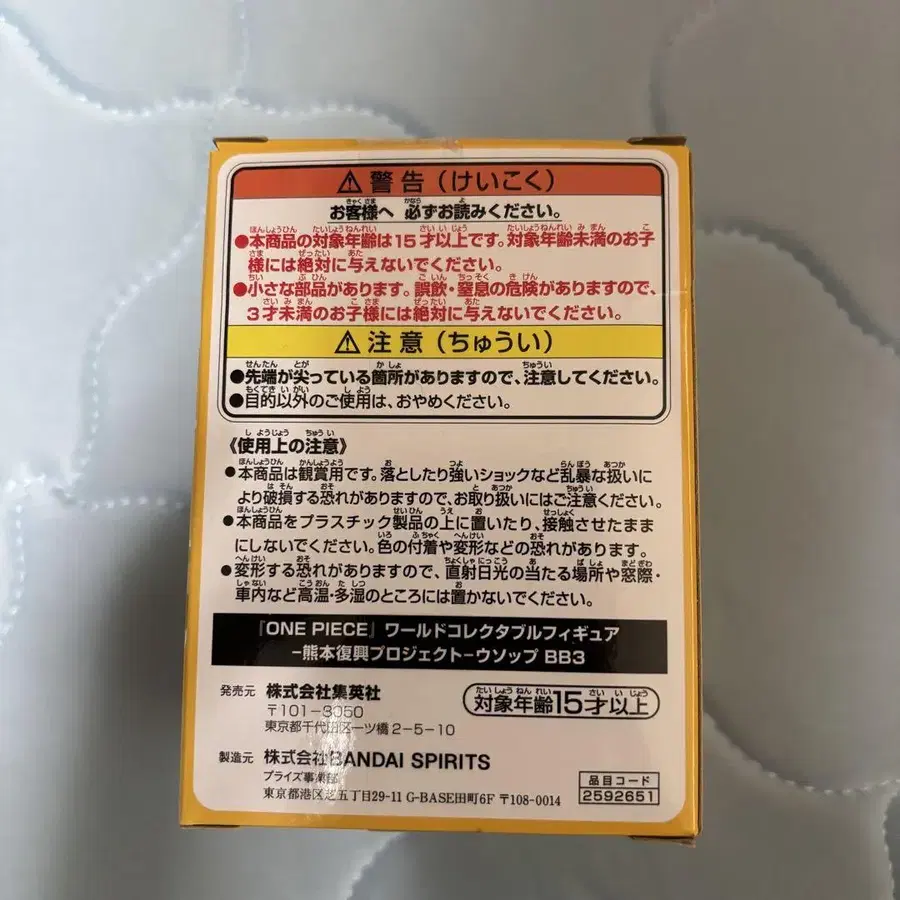 ⚠警告（けいこく）
お客様へ 必ずお読みください。
●本商品の対象年齢は15才以上です。対象年齢未満のお子
様には絶対に与えないでください。
●小さな部品があります。誤飲・窒息の危険がありますので、
3才未満のお子様には絶対に与えないでください。
⚠注意（ちゅうい）
●先端が尖っている箇所がありますので、注意してください。
●目的以外のご使用は、おやめください。
《使用上の注意》
●本商品は観賞用です。落としたり強いショックなど乱暴な扱いに
より破損する恐れがありますので、お取り扱いにはご注意ください。
●本商品をプラスチック製品の上に置いたり、接触させたまま
にしないでください。色の付着や変形などの恐れがあります。
●変形する恐れがありますので、直射日光の当たる場所や窓際・
車内など高温・多湿のところには置かないでください。
『ONE PIECE』ワールドコレクタブルフィギュア
-熊本復興プロジェクト-ウソップ BB3
発売元 株式会社集英社
〒101-3050
東京都千代田区一ツ橋2-5-10
対象年齢15才以上
製造元 株式会社BANDAI SPIRITS
プライズ事業部
東京都港区芝五丁目29-11 G-BASE田町6F 〒108-0014
品目コード
2592651